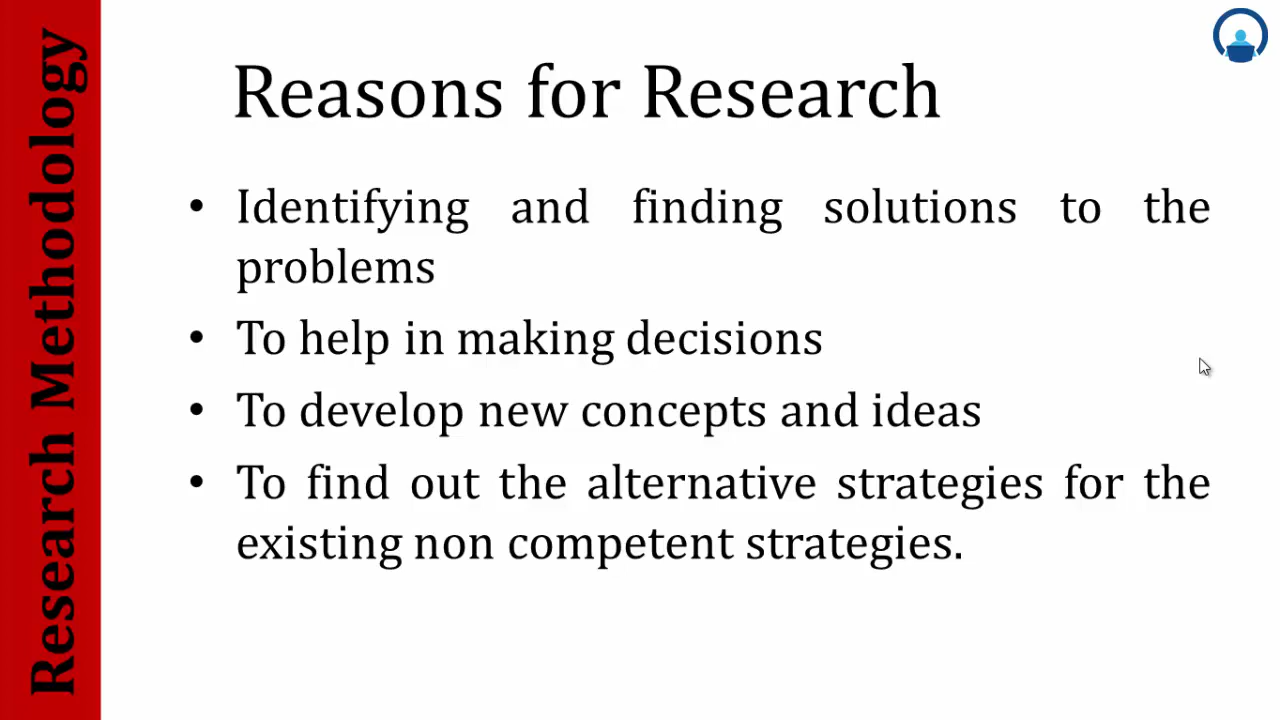 Research Methodology
Reasons for Research
• Identifying and finding solutions to the
problems
• To help in making decisions
• To develop new concepts and ideas
• To find out the alternative strategies for the
existing non competent strategies.